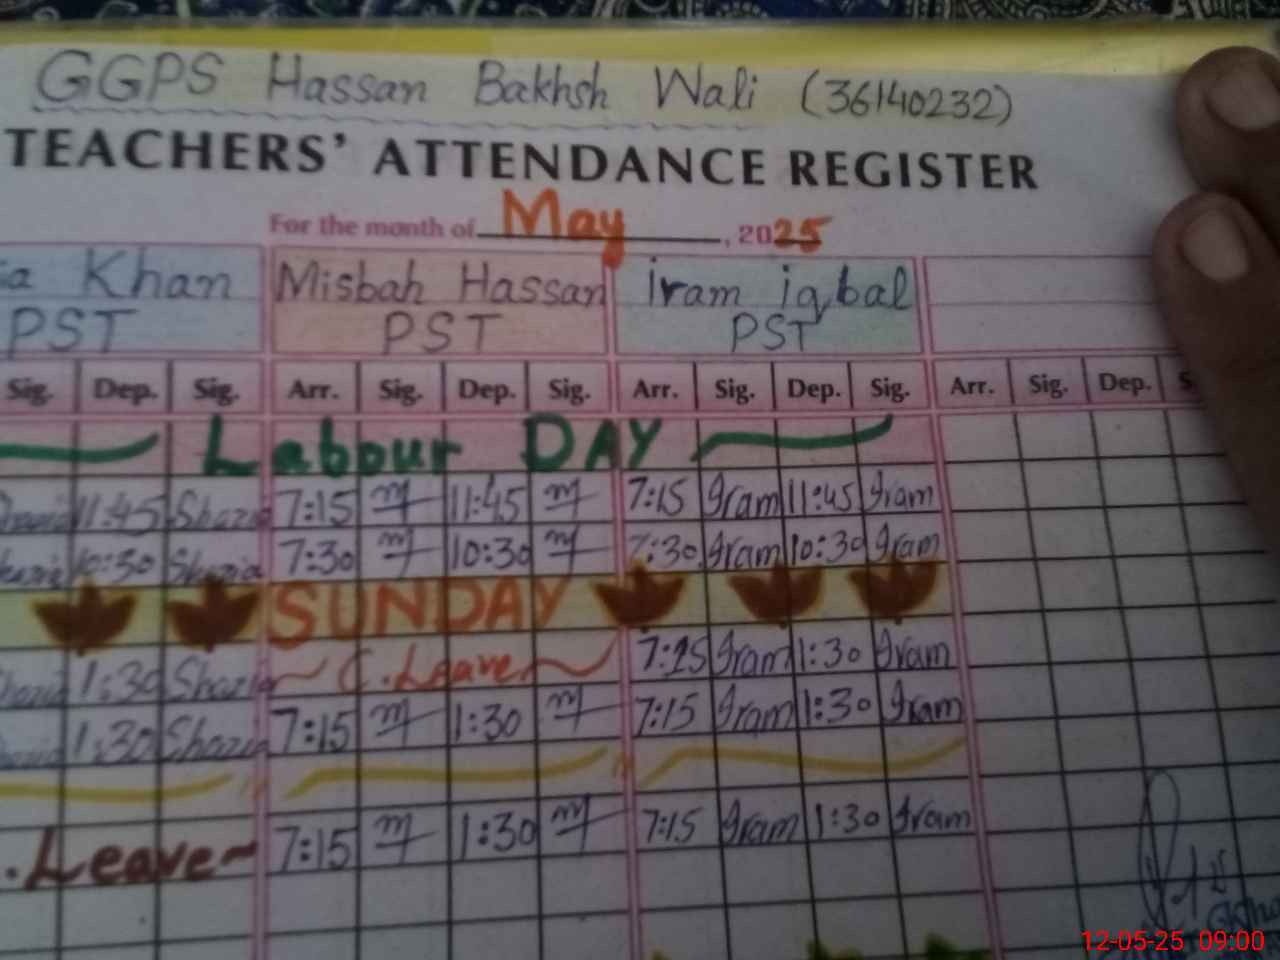 GGPS Hassan Bakhsh Wali (36140232)
TEACHERS' ATTENDANCE REGISTER
For the month of May, 2025
ia Khan Misbah Hassan Iram iqbal
PST PST PST
Sig. Dep. Sig. Arr. Sig. Dep. Sig. Arr. Sig. Dep. Sig. Arr. Sig. Dep. S
Labour DAY
11:45 Shazia 7:15 m 11:45 m 7:15 Iram 11:45 Iram
10:30 Shazia 7:30 m 10:30 m 7:30 Iram 10:30 Iram
SUNDAY
1:30 Shazia C.Leave 7:15 Iram 1:30 Iram
1:30 Shazia 7:15 m 1:30 m 7:15 Iram 1:30 Iram
.Leave 7:15 m 1:30 m 7:15 Iram 1:30 Iram
12-05-25 09:00